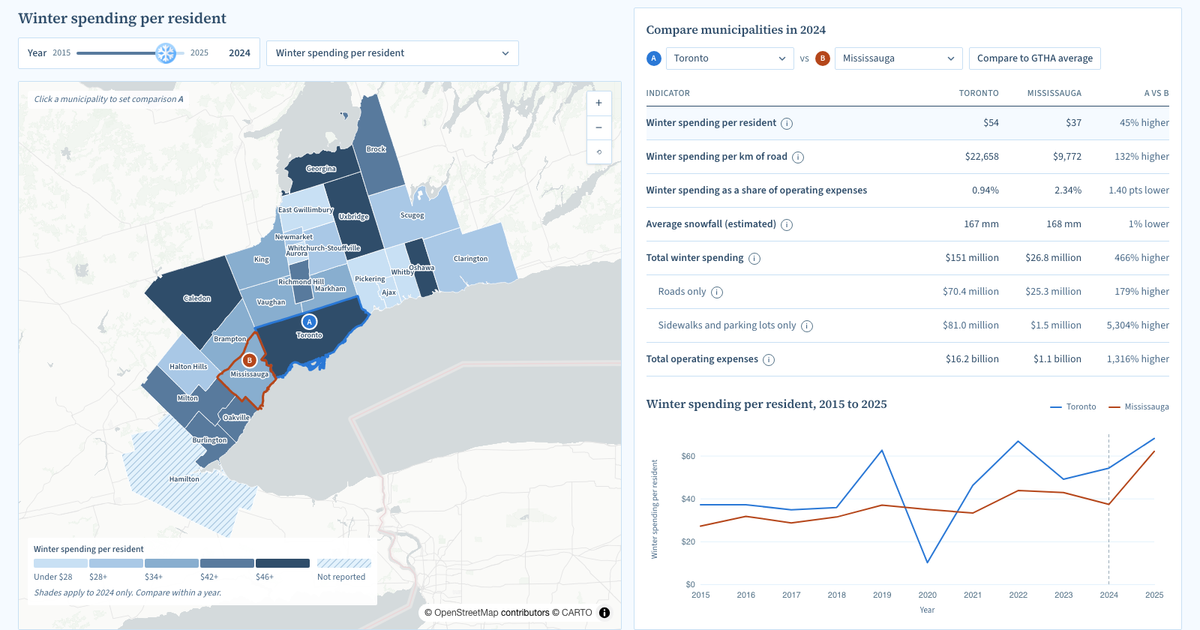 Winter spending per resident
Year 2015 2025 2024
Winter spending per resident
Click a municipality to set comparison A
+
−
Brock
Georgina
East Gwillimbury
Uxbridge
Scugog
Newmarket
Whitchurch-Stouffville
Aurora
King
Clarington
Oshawa
Whitby
Pickering
Richmond Hill
Markham
Ajax
Caledon
Vaughan
A
Toronto
Brampton
B
Halton Hills
Mississauga
Milton
Oakville
Burlington
Hamilton
Winter spending per resident
Under $28 $28+ $34+ $42+ $46+ Not reported
Shades apply to 2024 only. Compare within a year.
© OpenStreetMap contributors © CARTO
Compare municipalities in 2024
A Toronto vs B Mississauga Compare to GTHA average
INDICATOR TORONTO MISSISSAUGA A VS B
Winter spending per resident $54 $37 45% higher
Winter spending per km of road $22,658 $9,772 132% higher
Winter spending as a share of operating expenses 0.94% 2.34% 1.40 pts lower
Average snowfall (estimated) 167 mm 168 mm 1% lower
Total winter spending $151 million $26.8 million 466% higher
Roads only $70.4 million $25.3 million 179% higher
Sidewalks and parking lots only $81.0 million $1.5 million 5,304% higher
Total operating expenses $16.2 billion $1.1 billion 1,316% higher
Winter spending per resident, 2015 to 2025
Toronto Mississauga
Winter spending per resident
$60
$40
$20
$0
2015 2016 2017 2018 2019 2020 2021 2022 2023 2024 2025
Year